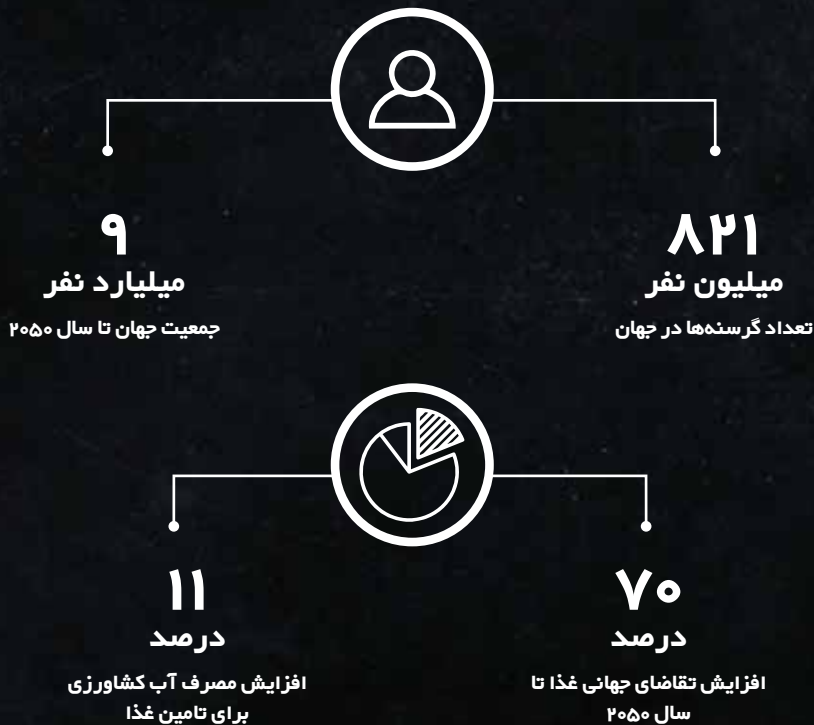 ۸۲۱
میلیون نفر
تعداد گرسنه‌ها در جهان
۹
میلیارد نفر
جمعیت جهان تا سال ۲۰۵۰
۷۰
درصد
افزایش تقاضای جهانی غذا تا
سال ۲۰۵۰
۱۱
درصد
افزایش مصرف آب کشاورزی
برای تامین غذا